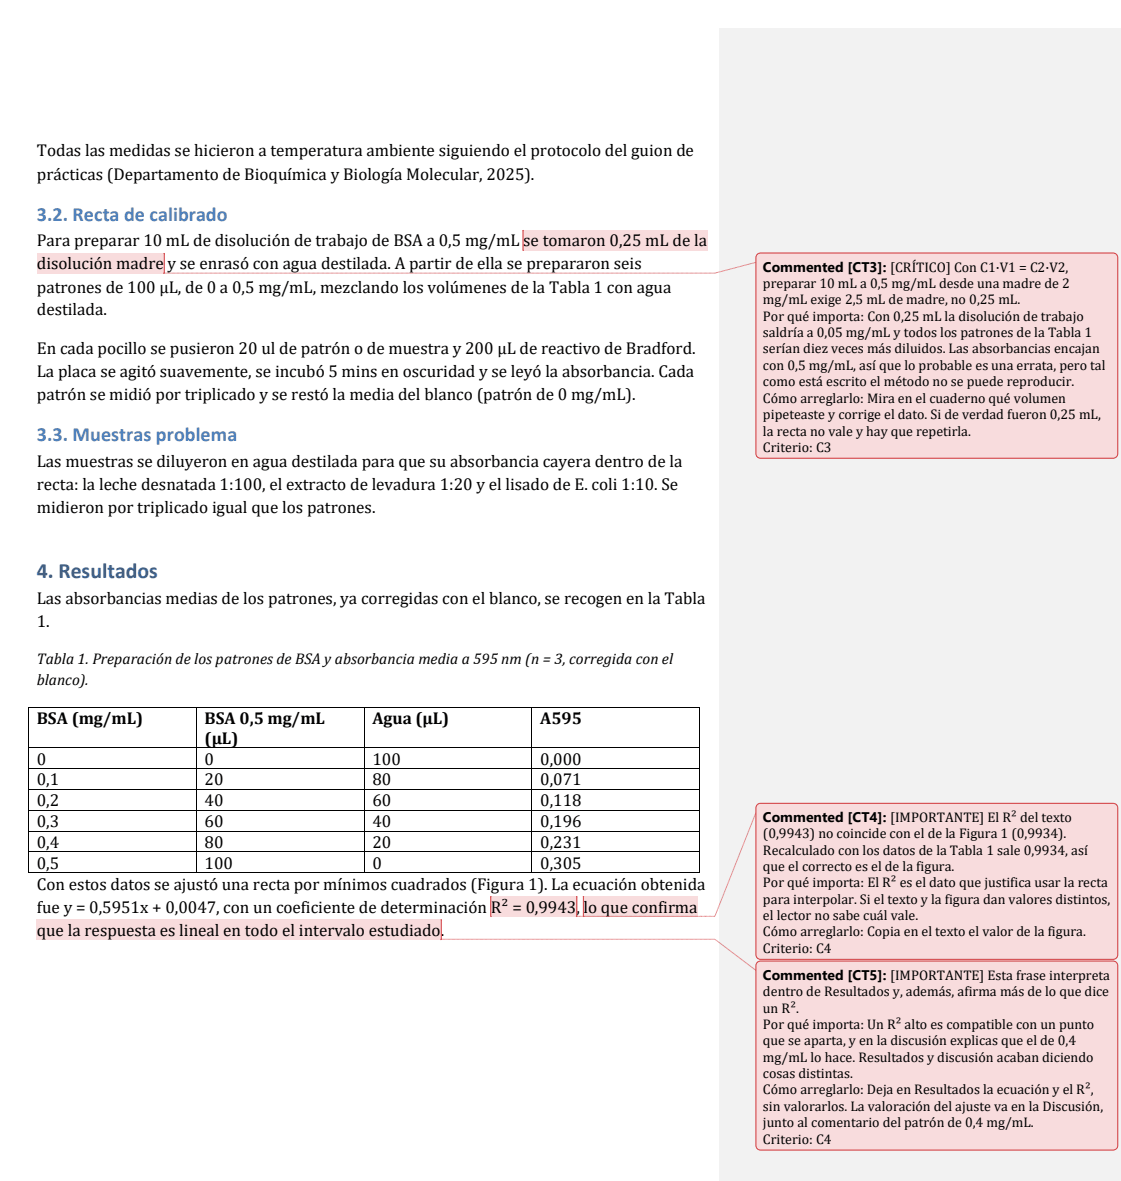 Todas las medidas se hicieron a temperatura ambiente siguiendo el protocolo del guion de
prácticas (Departamento de Bioquímica y Biología Molecular, 2025).
3.2. Recta de calibrado
Para preparar 10 mL de disolución de trabajo de BSA a 0,5 mg/mL se tomaron 0,25 mL de la
disolución madre y se enrasó con agua destilada. A partir de ella se prepararon seis
patrones de 100 µL, de 0 a 0,5 mg/mL, mezclando los volúmenes de la Tabla 1 con agua
destilada.
En cada pocillo se pusieron 20 ul de patrón o de muestra y 200 µL de reactivo de Bradford.
La placa se agitó suavemente, se incubó 5 mins en oscuridad y se leyó la absorbancia. Cada
patrón se midió por triplicado y se restó la media del blanco (patrón de 0 mg/mL).
3.3. Muestras problema
Las muestras se diluyeron en agua destilada para que su absorbancia cayera dentro de la
recta: la leche desnatada 1:100, el extracto de levadura 1:20 y el lisado de E. coli 1:10. Se
midieron por triplicado igual que los patrones.
4. Resultados
Las absorbancias medias de los patrones, ya corregidas con el blanco, se recogen en la Tabla
1.
Tabla 1. Preparación de los patrones de BSA y absorbancia media a 595 nm (n = 3, corregida con el
blanco).
BSA (mg/mL) BSA 0,5 mg/mL (µL) Agua (µL) A595
0 0 100 0,000
0,1 20 80 0,071
0,2 40 60 0,118
0,3 60 40 0,196
0,4 80 20 0,231
0,5 100 0 0,305
Con estos datos se ajustó una recta por mínimos cuadrados (Figura 1). La ecuación obtenida
fue y = 0,5951x + 0,0047, con un coeficiente de determinación R² = 0,9943, lo que confirma
que la respuesta es lineal en todo el intervalo estudiado.
Commented [CT3]: [CRÍTICO] Con C1·V1 = C2·V2,
preparar 10 mL a 0,5 mg/mL desde una madre de 2
mg/mL exige 2,5 mL de madre, no 0,25 mL.
Por qué importa: Con 0,25 mL la disolución de trabajo
saldría a 0,05 mg/mL y todos los patrones de la Tabla 1
serían diez veces más diluidos. Las absorbancias encajan
con 0,5 mg/mL, así que lo probable es una errata, pero tal
como está escrito el método no se puede reproducir.
Cómo arreglarlo: Mira en el cuaderno qué volumen
pipeteaste y corrige el dato. Si de verdad fueron 0,25 mL,
la recta no vale y hay que repetirla.
Criterio: C3
Commented [CT4]: [IMPORTANTE] El R² del texto
(0,9943) no coincide con el de la Figura 1 (0,9934).
Recalculado con los datos de la Tabla 1 sale 0,9934, así
que el correcto es el de la figura.
Por qué importa: El R² es el dato que justifica usar la recta
para interpolar. Si el texto y la figura dan valores distintos,
el lector no sabe cuál vale.
Cómo arreglarlo: Copia en el texto el valor de la figura.
Criterio: C4
Commented [CT5]: [IMPORTANTE] Esta frase interpreta
dentro de Resultados y, además, afirma más de lo que dice
un R².
Por qué importa: Un R² alto es compatible con un punto
que se aparta, y en la discusión explicas que el de 0,4
mg/mL lo hace. Resultados y discusión acaban diciendo
cosas distintas.
Cómo arreglarlo: Deja en Resultados la ecuación y el R²,
sin valorarlos. La valoración del ajuste va en la Discusión,
junto al comentario del patrón de 0,4 mg/mL.
Criterio: C4